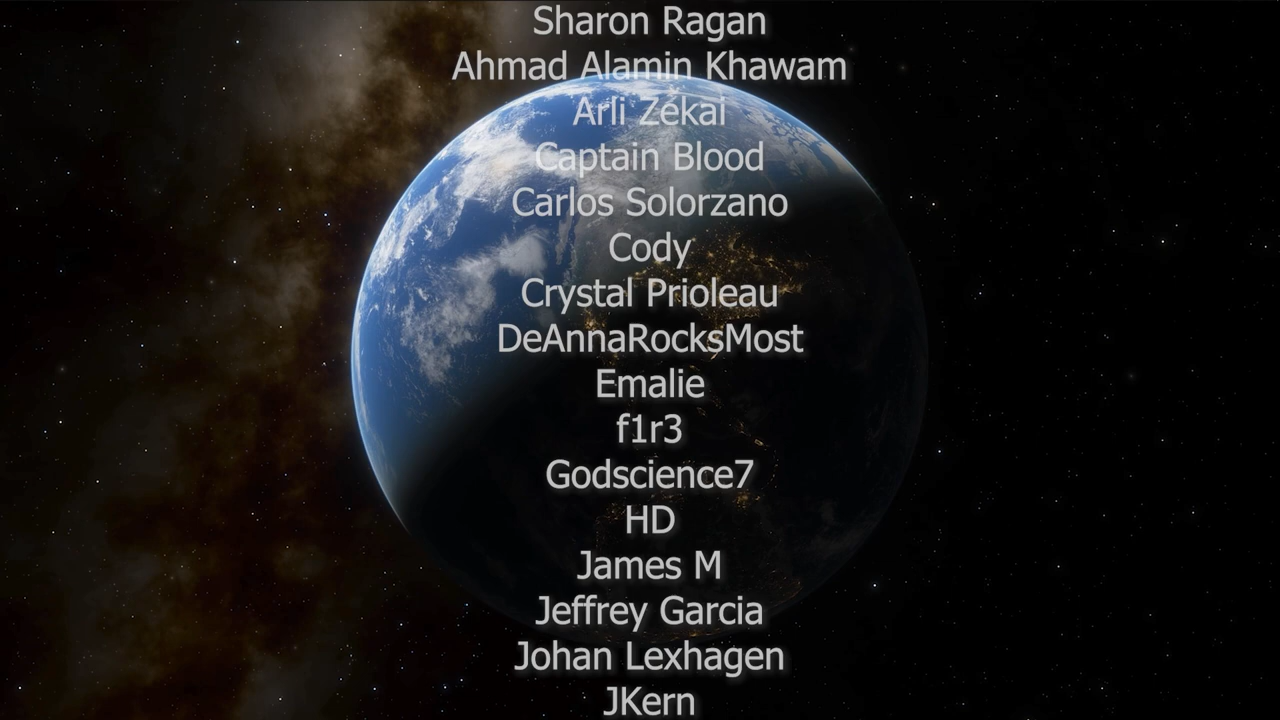 Sharon Ragan
Ahmad Alamin Khawam
Arli Zékai
Captain Blood
Carlos Solorzano
Cody
Crystal Prioleau
DeAnnaRocksMost
Emalie
f1r3
Godscience7
HD
James M
Jeffrey Garcia
Johan Lexhagen
JKern